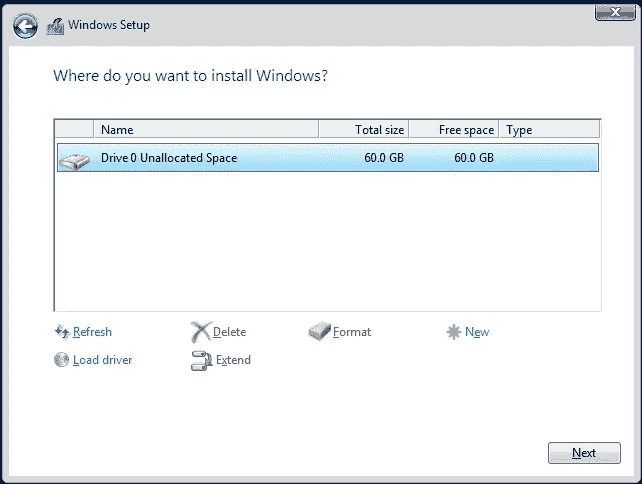 Windows Setup
Where do you want to install Windows?
Name Total size Free space Type
Drive 0 Unallocated Space 60.0 GB 60.0 GB
Refresh Delete Format New
Load driver Extend
Next